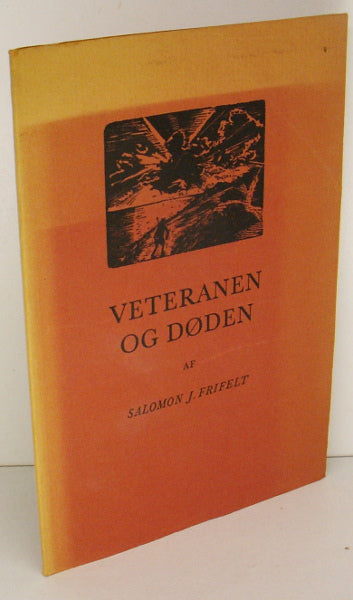 VETERANEN
OG DØDEN
AF
SALOMON J. FRIFELT